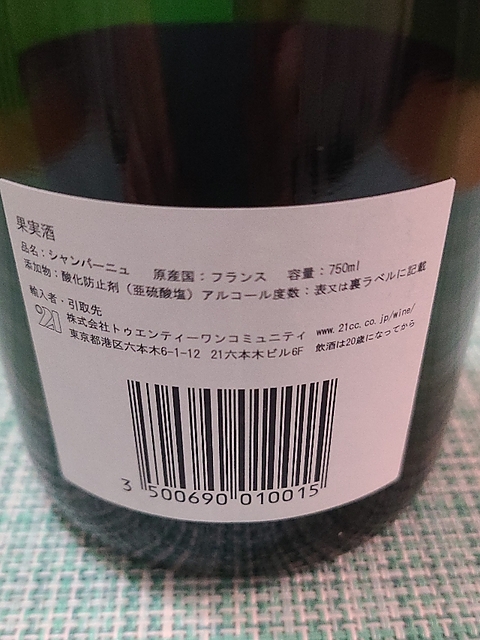 果実酒
品名：シャンパーニュ　原産国：フランス　容量：750ml
添加物：酸化防止剤（亜硫酸塩）アルコール度数：表又は裏ラベルに記載
輸入者・引取先
21 株式会社トゥエンティーワンコミュニティ www.21cc.co.jp/wine/
東京都港区六本木6-1-12　21六本木ビル6F　飲酒は20歳になってから
3 500690 010015